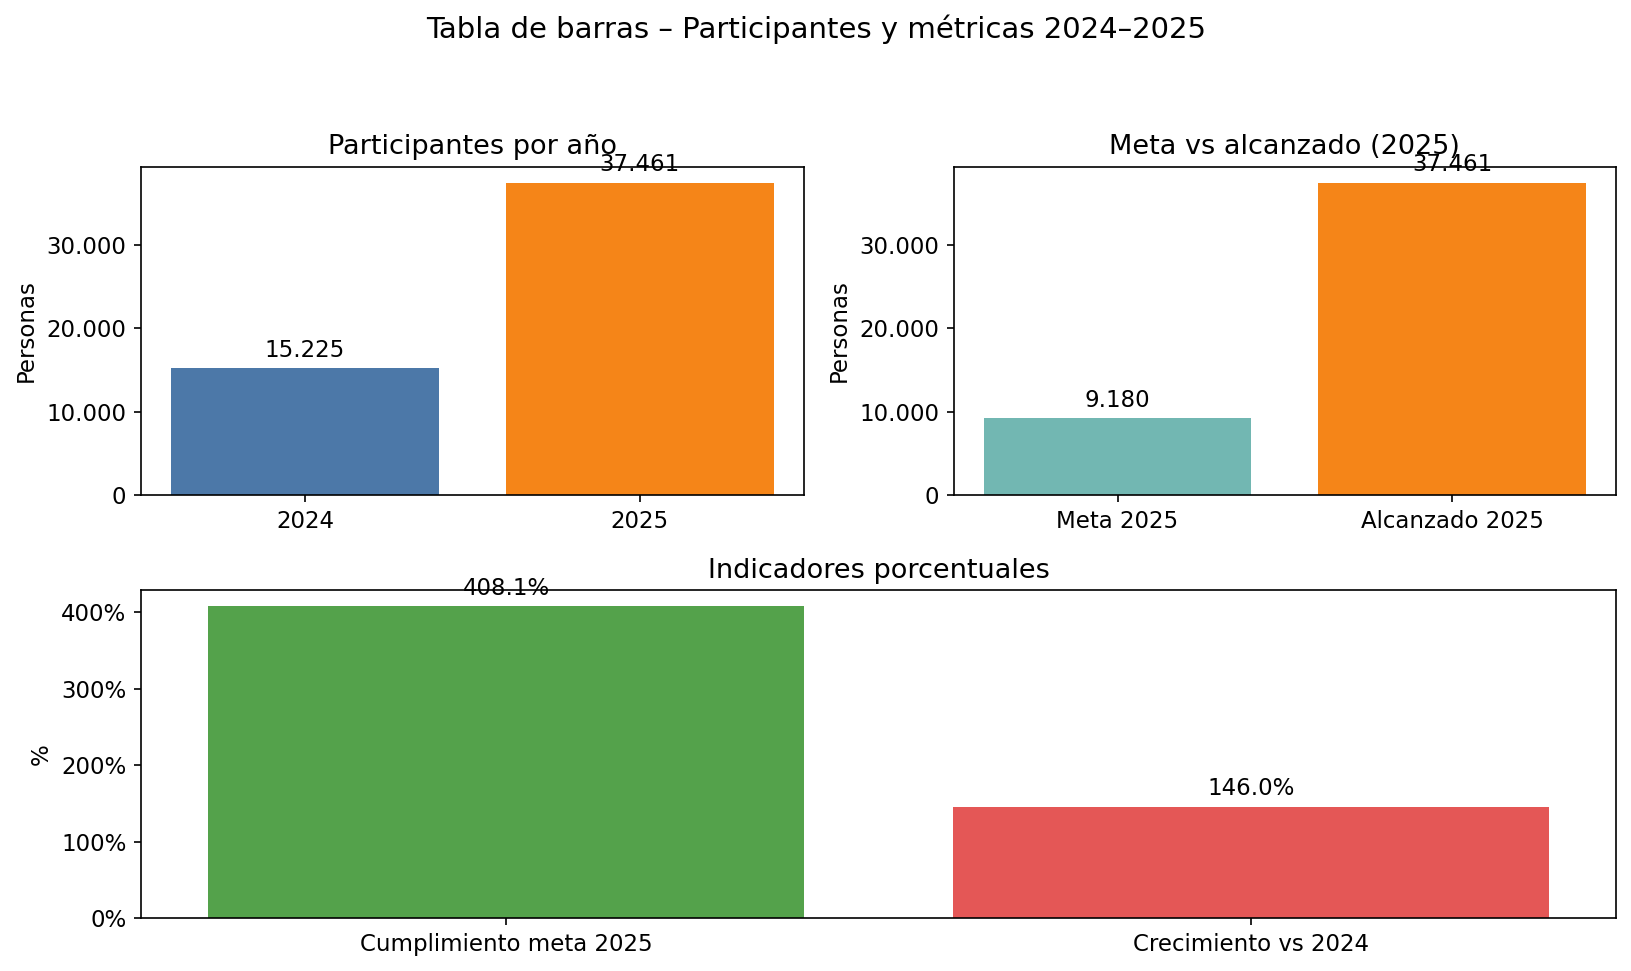 Tabla de barras – Participantes y métricas 2024–2025
Participantes por año
37.461
30.000
20.000
10.000
0
Personas
15.225
2024
2025
Meta vs alcanzado (2025)
37.461
30.000
20.000
10.000
0
Personas
9.180
Meta 2025
Alcanzado 2025
Indicadores porcentuales
408.1%
400%
300%
200%
100%
0%
%
146.0%
Cumplimiento meta 2025
Crecimiento vs 2024